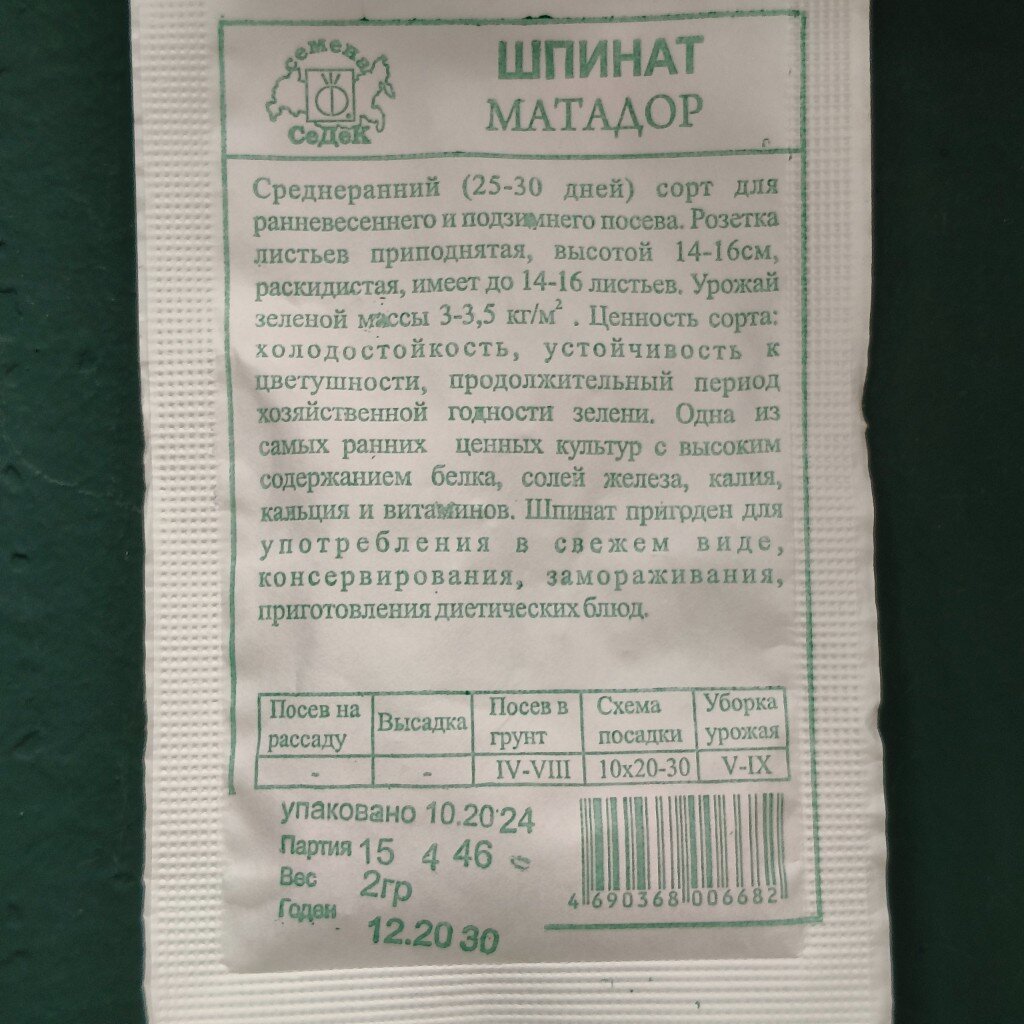 семена
СеДеК
ШПИНАТ
МАТАДОР
Среднеранний (25-30 дней) сорт для
ранневесеннего и подзимнего посева. Розетка
листьев приподнятая, высотой 14-16см,
раскидистая, имеет до 14-16 листьев. Урожай
зеленой массы 3-3,5 кг/м² . Ценность сорта:
холодостойкость, устойчивость к
цветушности, продолжительный период
хозяйственной годности зелени. Одна из
самых ранних ценных культур с высоким
содержанием белка, солей железа, калия,
кальция и витаминов. Шпинат пригоден для
употребления в свежем виде,
консервирования, замораживания,
приготовления диетических блюд.
Посев на рассаду Высадка Посев в грунт Схема посадки Уборка урожая
- - IV-VIII 10х20-30 V-IX
упаковано 10.2024
Партия 15 4 46
Вес 2гр
Годен 12.2030
4 690368 006682